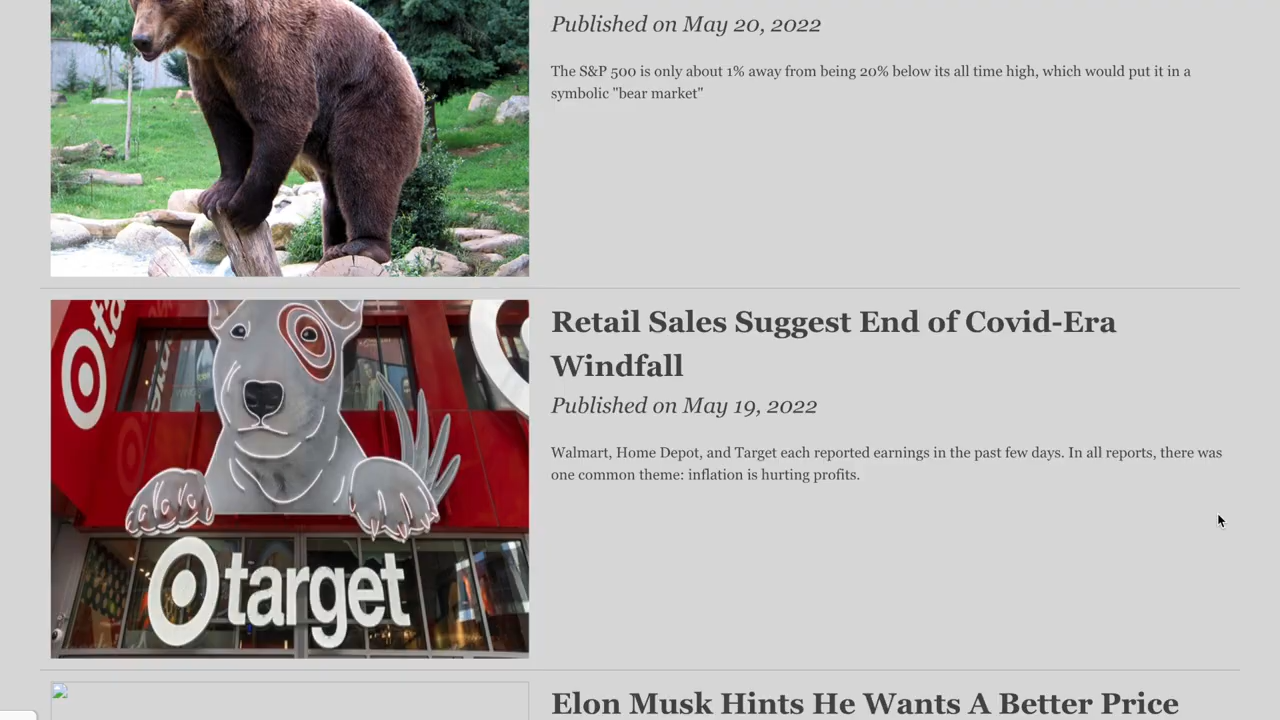 Published on May 20, 2022
The S&P 500 is only about 1% away from being 20% below its all time high, which would put it in a
symbolic "bear market"
Retail Sales Suggest End of Covid-Era
Windfall
Published on May 19, 2022
Walmart, Home Depot, and Target each reported earnings in the past few days. In all reports, there was
one common theme: inflation is hurting profits.
target
Elon Musk Hints He Wants A Better Price